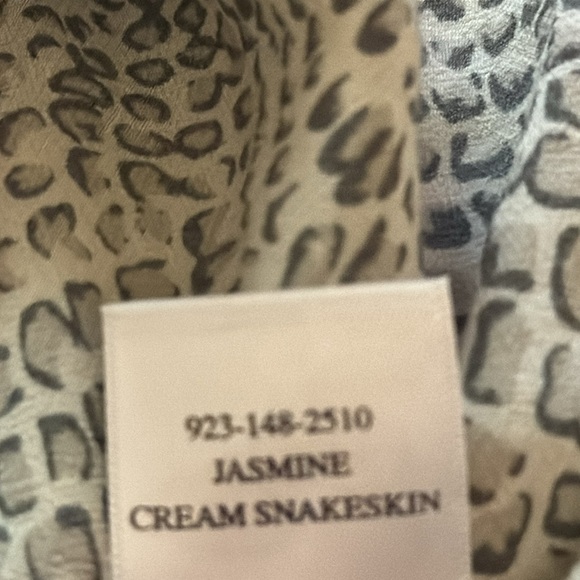 923-148-2510
JASMINE
CREAM SNAKESKIN